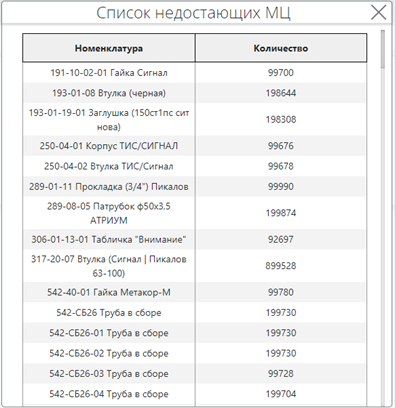 Список недостающих МЦ
Номенклатура Количество
191-10-02-01 Гайка Сигнал 99700
193-01-08 Втулка (черная) 198644
193-01-19-01 Заглушка (150ст1пс сит
нова) 198308
250-04-01 Корпус ТИС/СИГНАЛ 99676
250-04-02 Втулка ТИС/Сигнал 99678
289-01-11 Прокладка (3/4") Пикалов 99990
289-08-05 Патрубок ф50х3.5
АТРИУМ 199874
306-01-13-01 Табличка "Внимание" 92697
317-20-07 Втулка (Сигнал | Пикалов
63-100) 899528
542-40-01 Гайка Метакор-М 99780
542-СБ26 Труба в сборе 199730
542-СБ26-01 Труба в сборе 199730
542-СБ26-02 Труба в сборе 199730
542-СБ26-03 Труба в сборе 99728
542-СБ26-04 Труба в сборе 199704